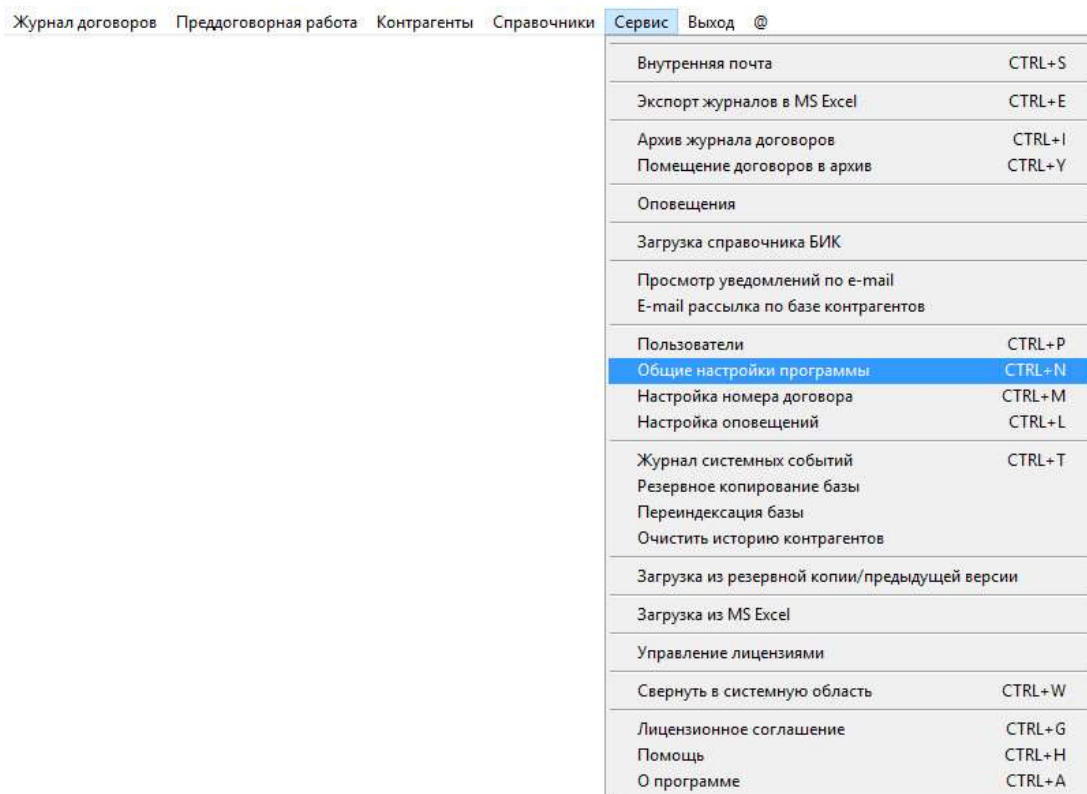 Журнал договоров Преддоговорная работа Контрагенты Справочники Сервис Выход @
Внутренняя почта CTRL+S
Экспорт журналов в MS Excel CTRL+E
Архив журнала договоров CTRL+I
Помещение договоров в архив CTRL+Y
Оповещения
Загрузка справочника БИК
Просмотр уведомлений по e-mail
E-mail рассылка по базе контрагентов
Пользователи CTRL+P
Общие настройки программы CTRL+N
Настройка номера договора CTRL+M
Настройка оповещений CTRL+L
Журнал системных событий CTRL+T
Резервное копирование базы
Переиндексация базы
Очистить историю контрагентов
Загрузка из резервной копии/предыдущей версии
Загрузка из MS Excel
Управление лицензиями
Свернуть в системную область CTRL+W
Лицензионное соглашение CTRL+G
Помощь CTRL+H
О программе CTRL+A